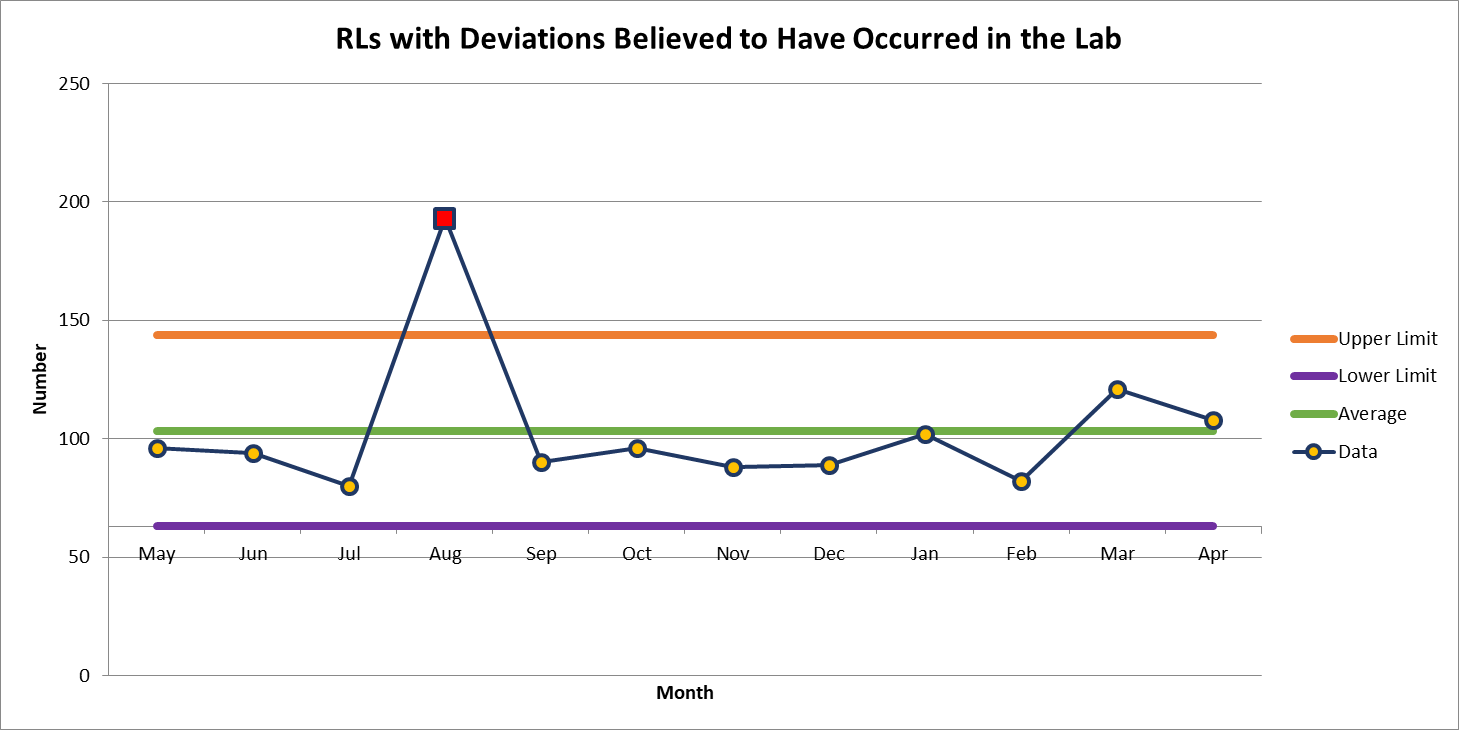 RLs with Deviations Believed to Have Occurred in the Lab
250
200
150
100
50
0
Number
May Jun Jul Aug Sep Oct Nov Dec Jan Feb Mar Apr
Month
Upper Limit
Lower Limit
Average
Data